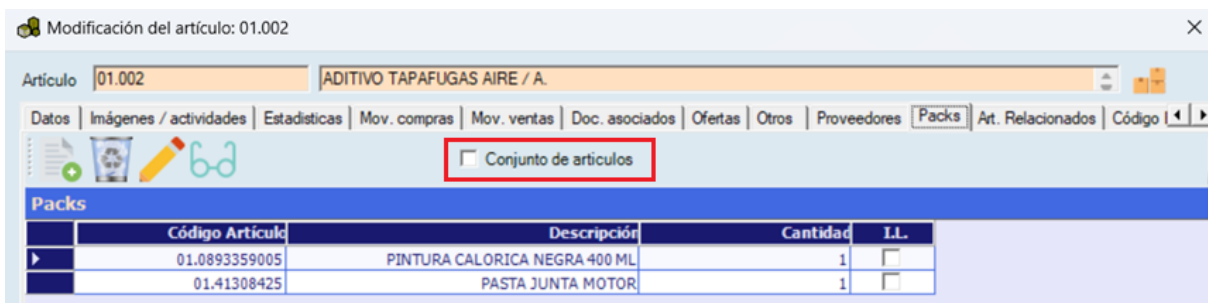 Modificación del artículo: 01.002
Artículo 01.002 ADITIVO TAPAFUGAS AIRE / A.
Datos Imágenes / actividades Estadisticas Mov. compras Mov. ventas Doc. asociados Ofertas Otros Proveedores Packs Art. Relacionados Código
Conjunto de articulos
Packs
Código Artículo Descripción Cantidad I.L.
01.0893359005 PINTURA CALORICA NEGRA 400 ML 1
01.41308425 PASTA JUNTA MOTOR 1